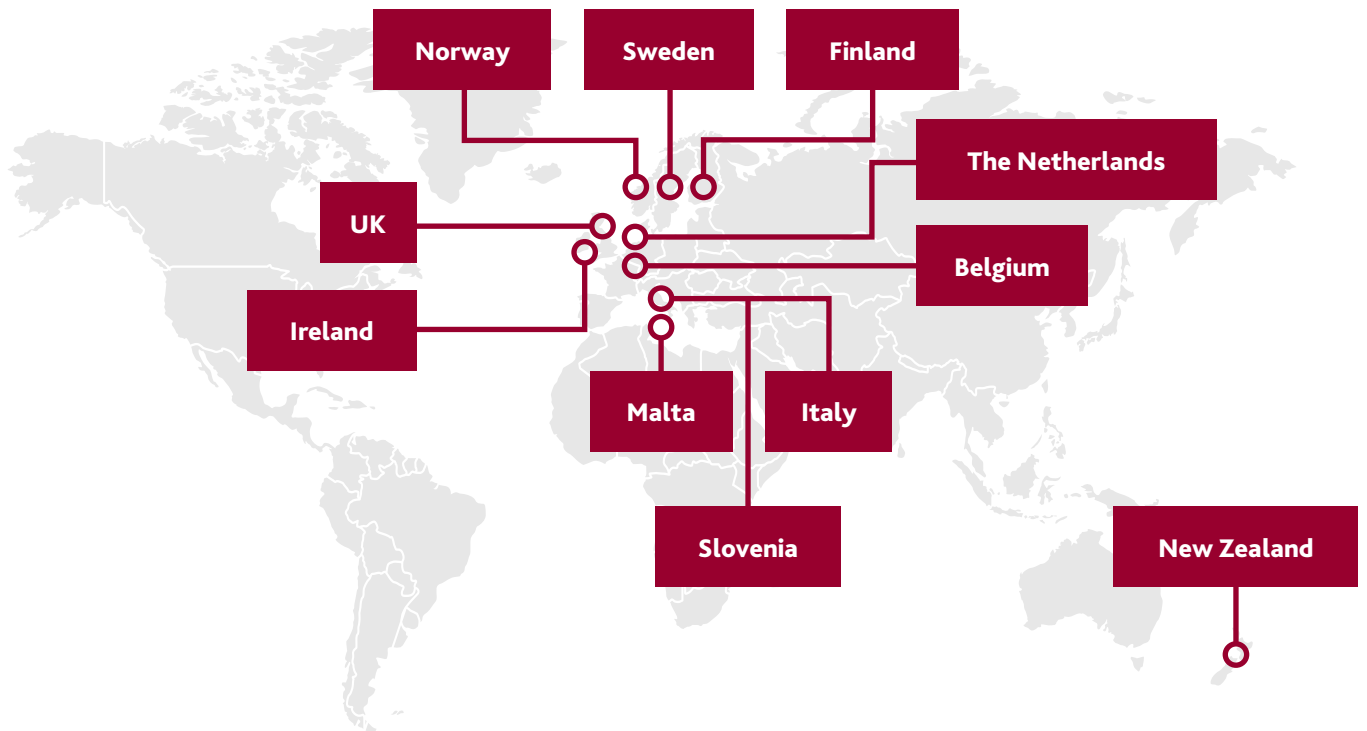 Norway
Sweden
Finland
The Netherlands
UK
Belgium
Ireland
Malta
Italy
Slovenia
New Zealand